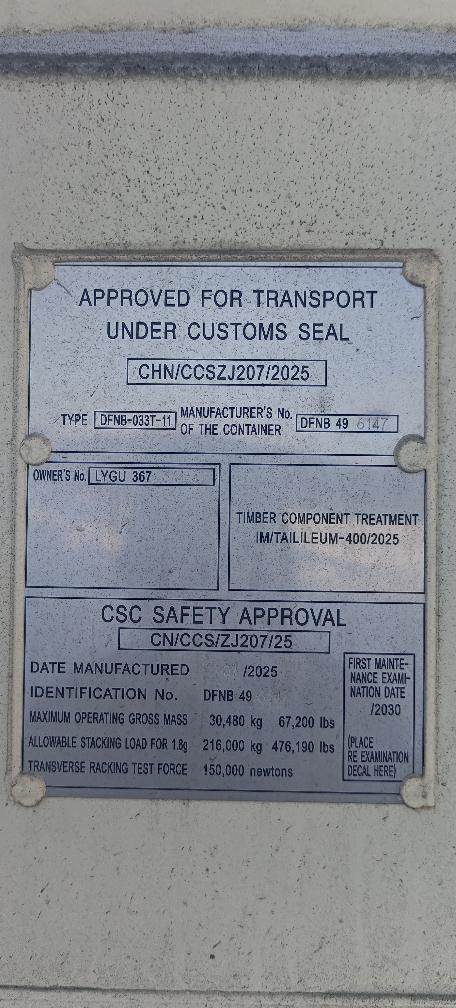 APPROVED FOR TRANSPORT
UNDER CUSTOMS SEAL
CHN/CCSZJ207/2025
TYPE DFNB-033T-11 MANUFACTURER'S No. OF THE CONTAINER DFNB 49 6147
OWNER'S No. LYGU 367
TIMBER COMPONENT TREATMENT
IM/TAILILEUM-400/2025
CSC SAFETY APPROVAL
CN/CCS/ZJ207/25
DATE MANUFACTURED /2025
IDENTIFICATION No. DFNB 49
MAXIMUM OPERATING GROSS MASS 30,480 kg 67,200 lbs
ALLOWABLE STACKING LOAD FOR 1.8g 216,000 kg 476,190 lbs
TRANSVERSE RACKING TEST FORCE 150,000 newtons
FIRST MAINTE-
NANCE EXAMI-
NATION DATE
/2030
(PLACE
RE EXAMINATION
DECAL HERE)